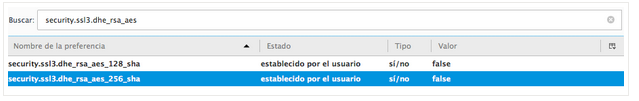 Buscar: security.ssl3.dhe_rsa_aes
Nombre de la preferencia Estado Tipo Valor
security.ssl3.dhe_rsa_aes_128_sha establecido por el usuario sí/no false
security.ssl3.dhe_rsa_aes_256_sha establecido por el usuario sí/no false